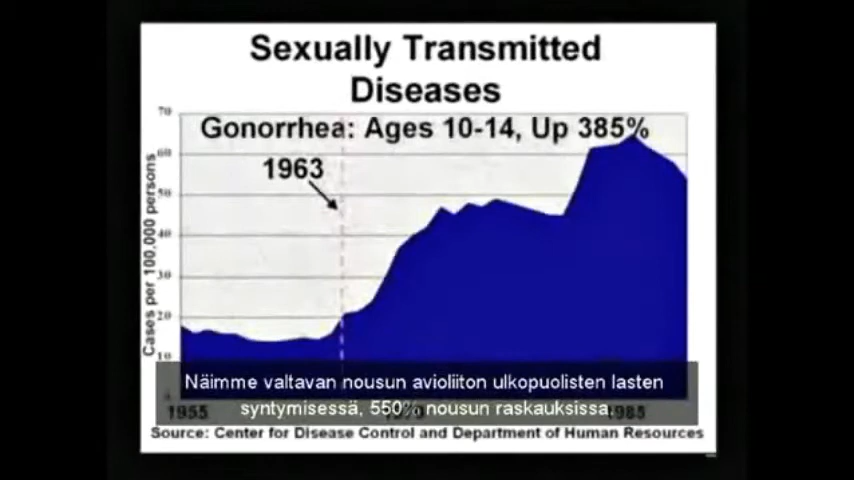 Sexually Transmitted
Diseases
Gonorrhea: Ages 10-14, Up 385%
1963
70
60
50
40
30
20
10
Cases per 100,000 persons
Näimme valtavan nousun avioliiton ulkopuolisten lasten
syntymisessä, 550% nousun raskauksissa
1955
1985
Source: Center for Disease Control and Department of Human Resources